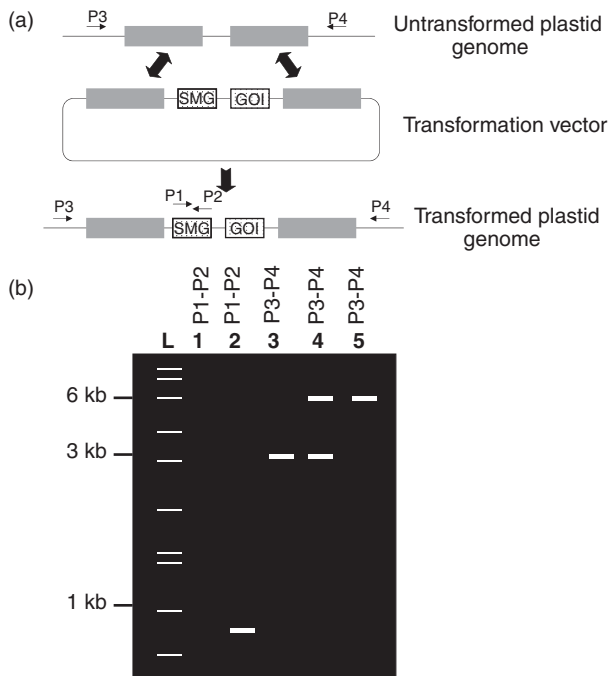 (a)
P3
P4
Untransformed plastid
genome
SMG
GOI
Transformation vector
P1
P2
P3
P4
SMG
GOI
Transformed plastid
genome
(b)
P1-P2
P1-P2
P3-P4
P3-P4
P3-P4
L 1 2 3 4 5
6 kb
3 kb
1 kb